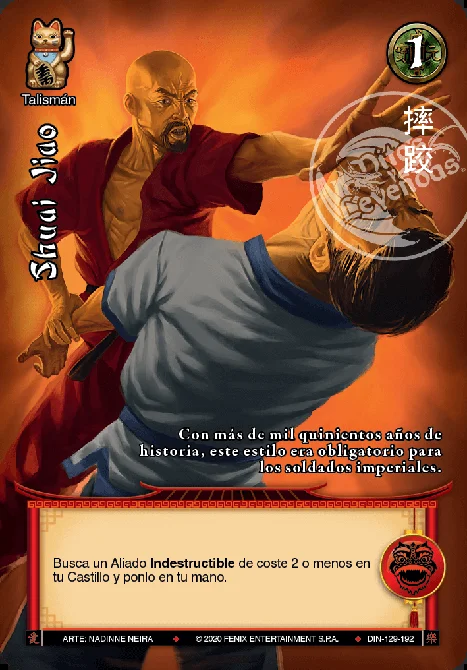 Talismán
1
摔
跤
Shuai Jiao
Con más de mil quinientos años de
historia, este estilo era obligatorio para
los soldados imperiales.
Busca un Aliado Indestructible de coste 2 o menos en
tu Castillo y ponlo en tu mano.
ARTE: NADINNE NEIRA ◆ © 2020 FENIX ENTERTAINMENT S.P.A. ◆ DIN-129-192